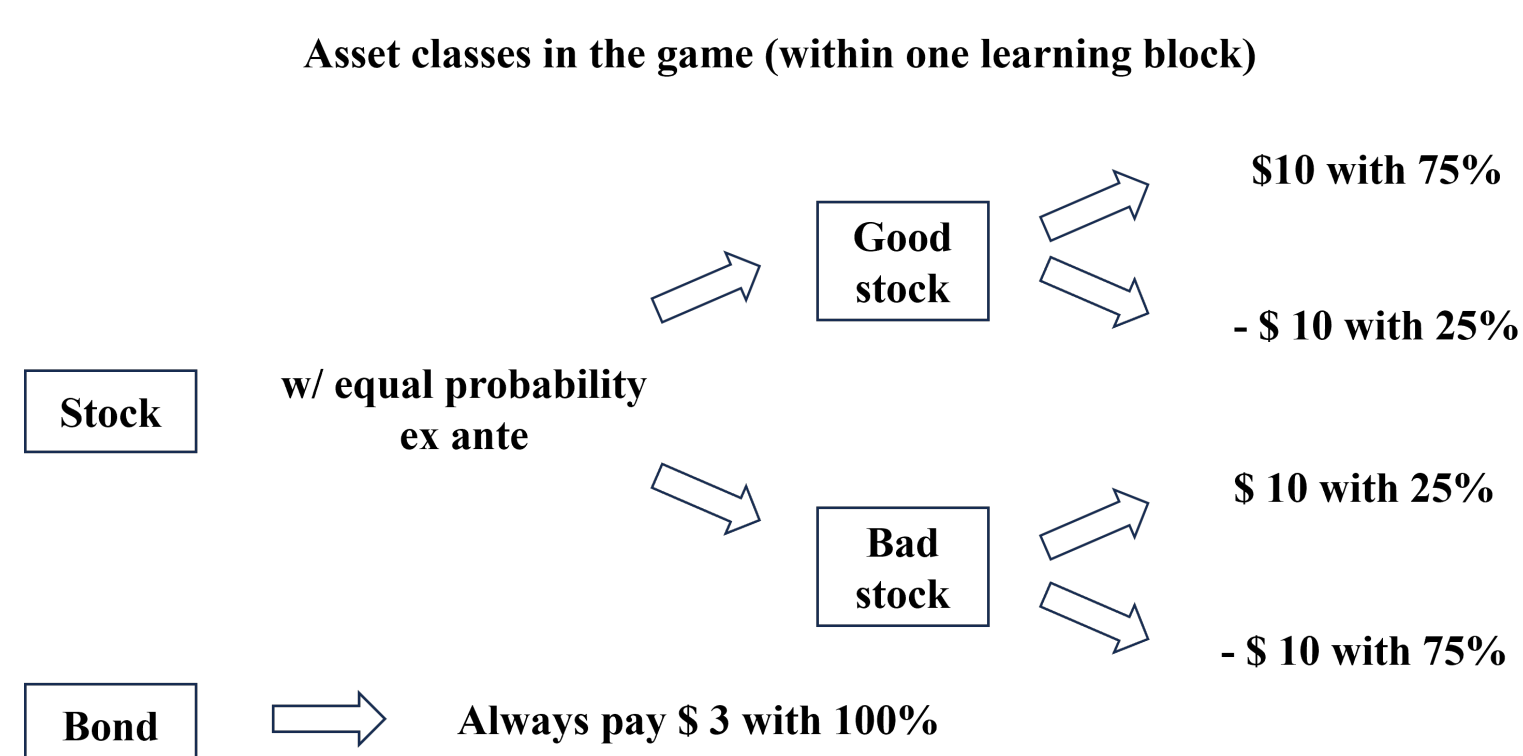 Asset classes in the game (within one learning block)
$10 with 75%
Good
stock
- $ 10 with 25%
w/ equal probability
ex ante
Stock
$ 10 with 25%
Bad
stock
- $ 10 with 75%
Bond
Always pay $ 3 with 100%